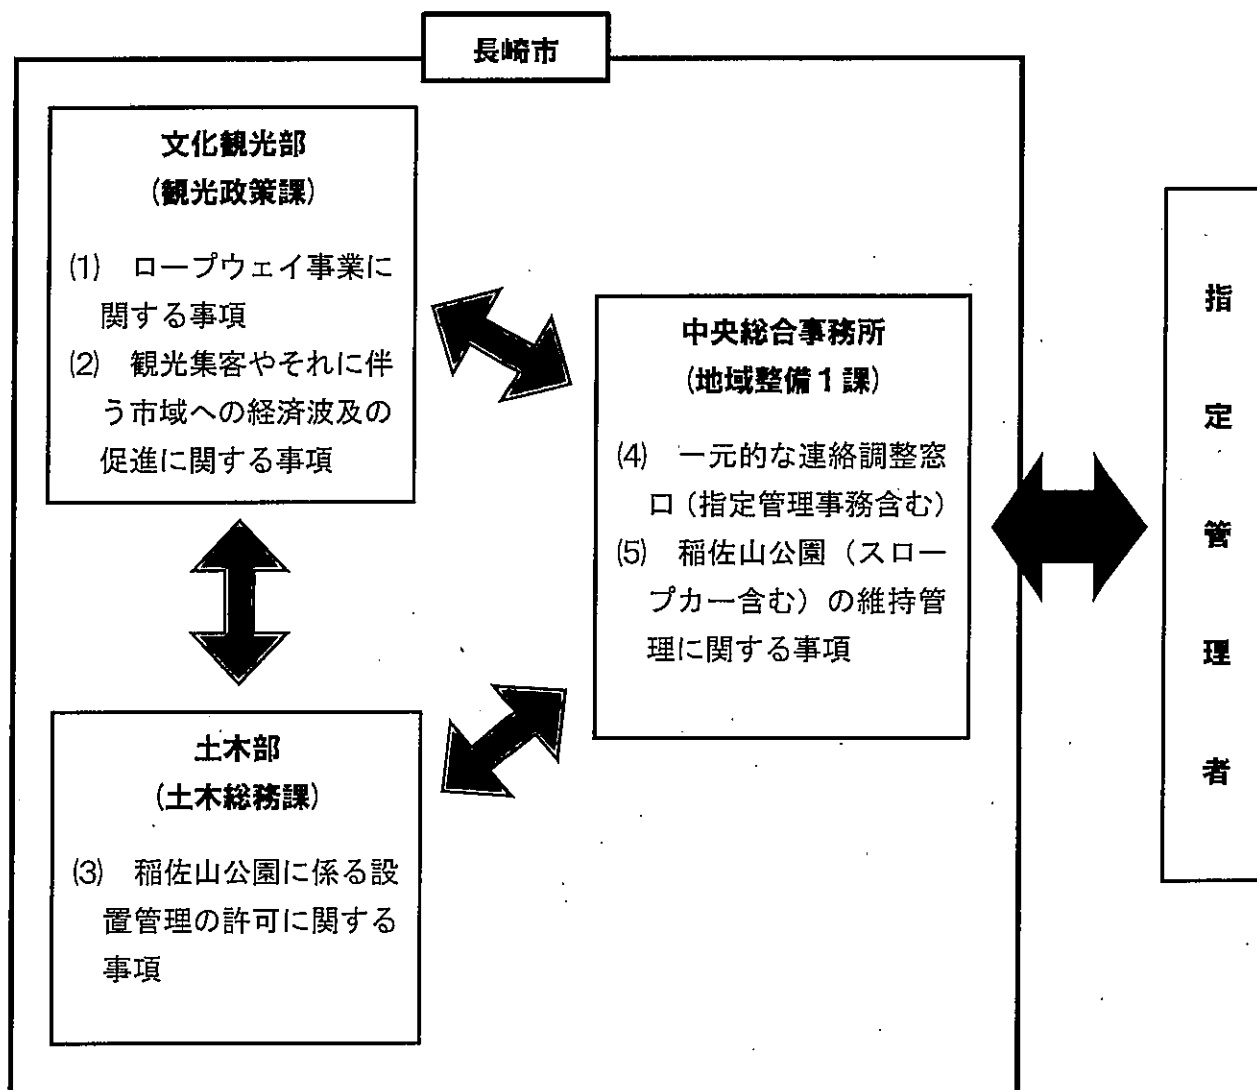 長崎市
文化観光部
(観光政策課)
(1) ロープウェイ事業に
関する事項
(2) 観光集客やそれに伴
う市域への経済波及の
促進に関する事項
土木部
(土木総務課)
(3) 稲佐山公園に係る設
置管理の許可に関する
事項
中央総合事務所
(地域整備1課)
(4) 一元的な連絡調整窓
口(指定管理事務含む)
(5) 稲佐山公園(スロー
プカー含む)の維持管
理に関する事項
指定管理者